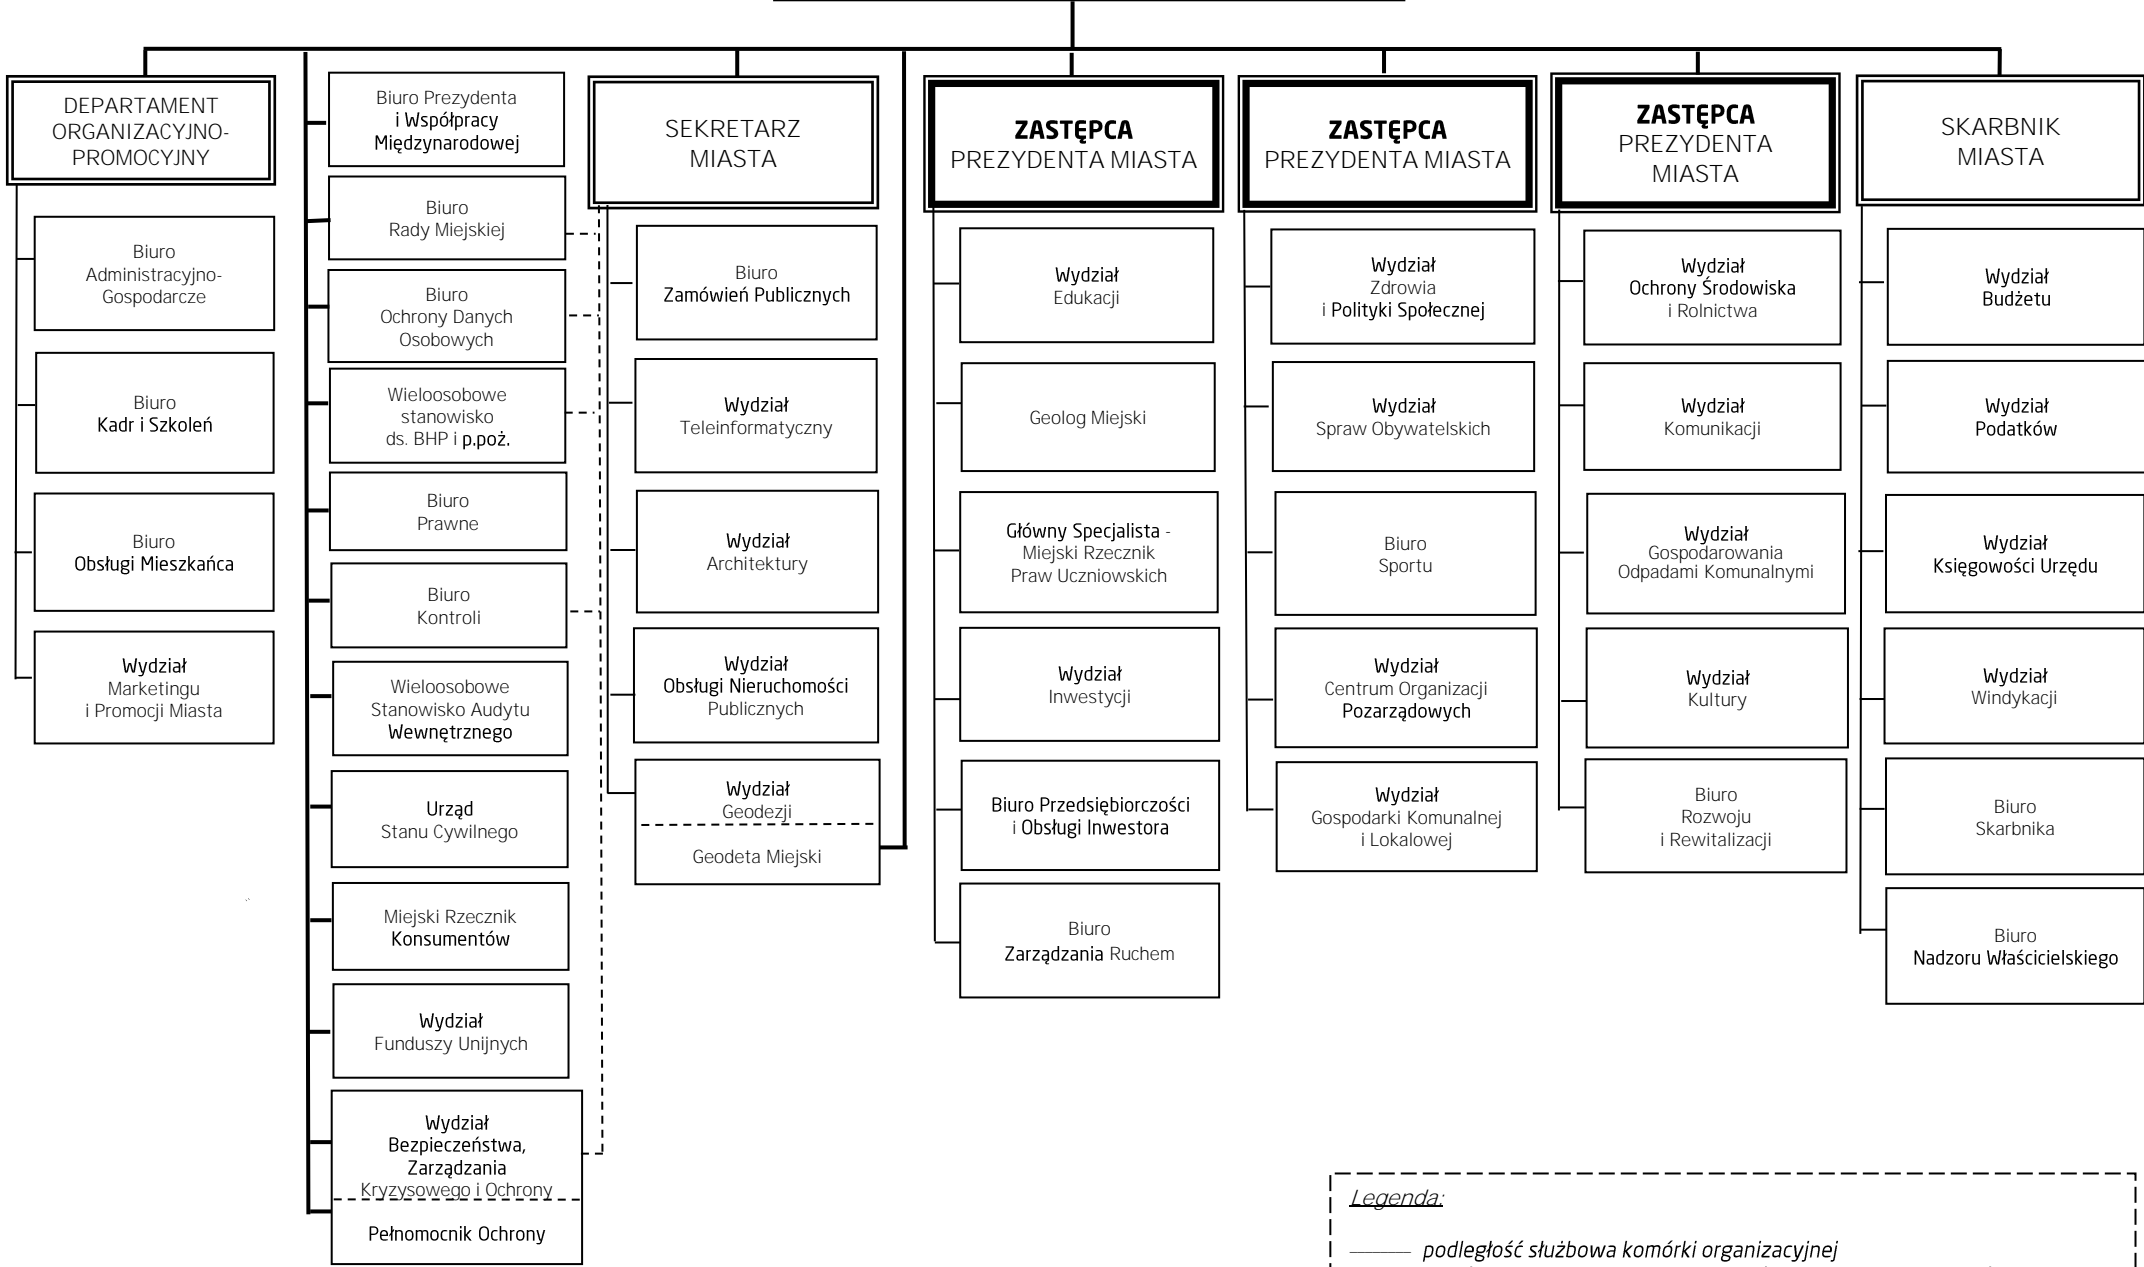 DEPARTAMENT
ORGANIZACYJNO-
PROMOCYJNY
Biuro
Administracyjno-
Gospodarcze
Biuro
Kadr i Szkoleń
Biuro
Obsługi Mieszkańca
Wydział
Marketingu
i Promocji Miasta
Biuro Prezydenta
i Współpracy
Międzynarodowej
Biuro
Rady Miejskiej
Biuro
Ochrony Danych
Osobowych
Wieloosobowe
stanowisko
ds. BHP i p.poż.
Biuro
Prawne
Biuro
Kontroli
Wieloosobowe
Stanowisko Audytu
Wewnętrznego
Urząd
Stanu Cywilnego
Miejski Rzecznik
Konsumentów
Wydział
Funduszy Unijnych
Wydział
Bezpieczeństwa,
Zarządzania
Kryzysowego i Ochrony
Pełnomocnik Ochrony
SEKRETARZ
MIASTA
Biuro
Zamówień Publicznych
Wydział
Teleinformatyczny
Wydział
Architektury
Wydział
Obsługi Nieruchomości
Publicznych
Wydział
Geodezji
Geodeta Miejski
ZASTĘPCA
PREZYDENTA MIASTA
Wydział
Edukacji
Geolog Miejski
Główny Specjalista -
Miejski Rzecznik
Praw Uczniowskich
Wydział
Inwestycji
Biuro Przedsiębiorczości
i Obsługi Inwestora
Biuro
Zarządzania Ruchem
ZASTĘPCA
PREZYDENTA MIASTA
Wydział
Zdrowia
i Polityki Społecznej
Wydział
Spraw Obywatelskich
Biuro
Sportu
Wydział
Centrum Organizacji
Pozarządowych
Wydział
Gospodarki Komunalnej
i Lokalowej
ZASTĘPCA
PREZYDENTA
MIASTA
Wydział
Ochrony Środowiska
i Rolnictwa
Wydział
Komunikacji
Wydział
Gospodarowania
Odpadami Komunalnymi
Wydział
Kultury
Biuro
Rozwoju
i Rewitalizacji
SKARBNIK
MIASTA
Wydział
Budżetu
Wydział
Podatków
Wydział
Księgowości Urzędu
Wydział
Windykacji
Biuro
Skarbnika
Biuro
Nadzoru Właścicielskiego
Legenda:
podległość służbowa komórki organizacyjnej